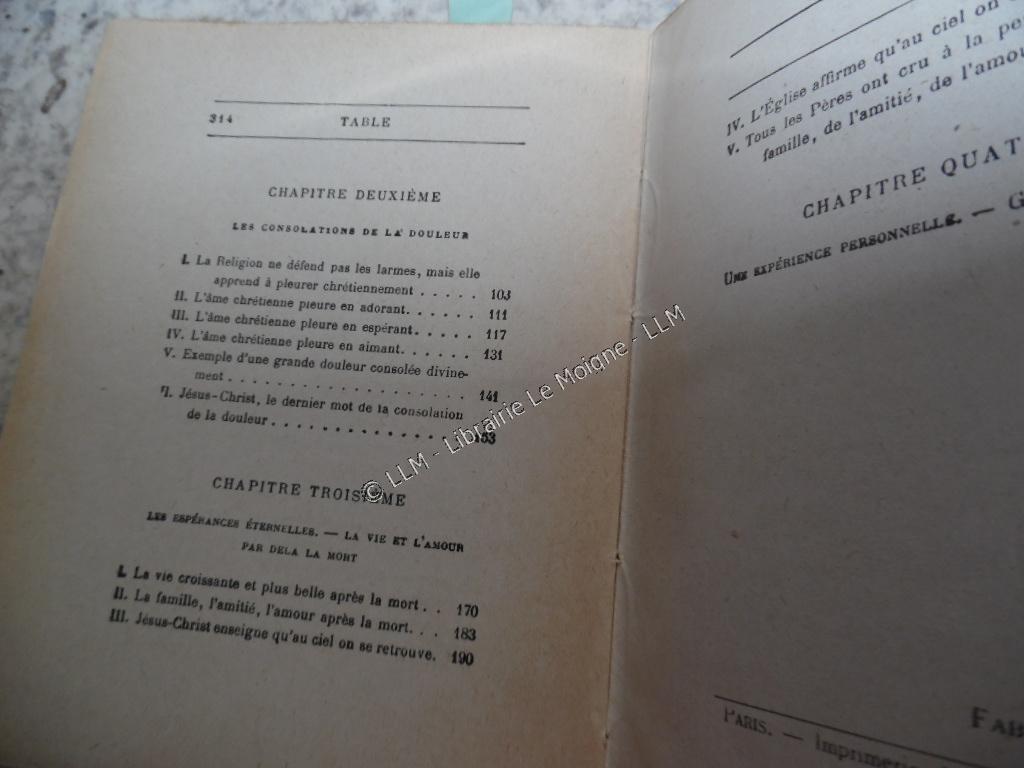 314 TABLE
CHAPITRE DEUXIÈME
LES CONSOLATIONS DE LA DOULEUR
I. La Religion ne défend pas les larmes, mais elle
apprend à pleurer chrétiennement . . . . . 103
II. L'âme chrétienne pleure en adorant. . . . . . . 111
III. L'âme chrétienne pleure en espérant. . . . . 117
IV. L'âme chrétienne pleure en aimant. . . . . . . 131
V. Exemple d'une grande douleur consolée divine-
ment . . . . . . . . . . . . . . . . . 141
VI. Jésus-Christ, le dernier mot de la consolation
de la douleur . . . . . . . . . . . . . 153
CHAPITRE TROISIÈME
LES ESPÉRANCES ÉTERNELLES. — LA VIE ET L'AMOUR
PAR DELA LA MORT
I. La vie croissante et plus belle après la mort. . 170
II. La famille, l'amitié, l'amour après la mort. . . 183
III. Jésus-Christ enseigne qu'au ciel on se retrouve. 190
IV. L'Église affirme qu'au ciel on
V. Tous les Pères ont cru à la pe
famille, de l'amitié, de l'amou
CHAPITRE QUAT
UNE EXPÉRIENCE PERSONNELLE. — G
FAB
PARIS. — Imprimerie
© LLM - Librairie Le Moigne - LLM